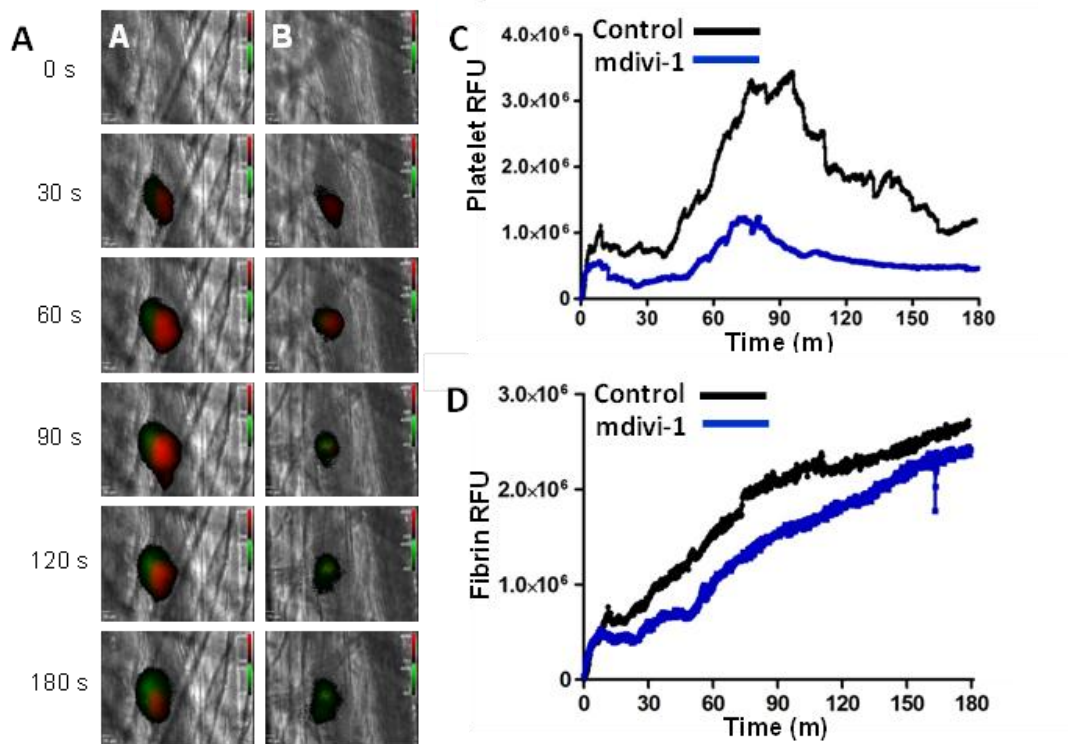 A
A
B
0 s
30 s
60 s
90 s
120 s
180 s
C
Control
mdivi-1
Platelet RFU
4.0×10⁶
3.0×10⁶
2.0×10⁶
1.0×10⁶
0
0 30 60 90 120 150 180
Time (m)
D
Control
mdivi-1
Fibrin RFU
3.0×10⁶
2.0×10⁶
1.0×10⁶
0
0 30 60 90 120 150 180
Time (m)